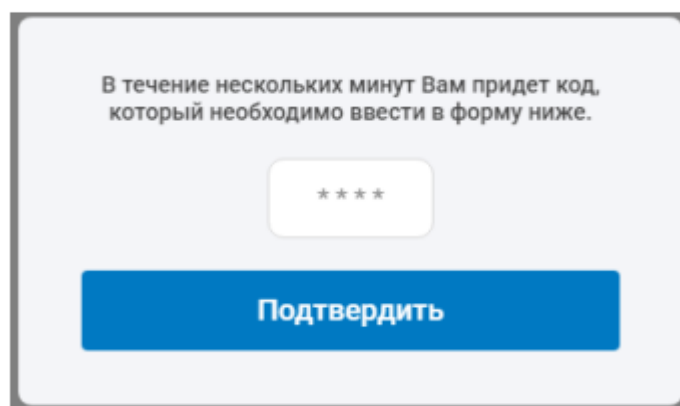 В течение нескольких минут Вам придет код,
который необходимо ввести в форму ниже.
****
Подтвердить